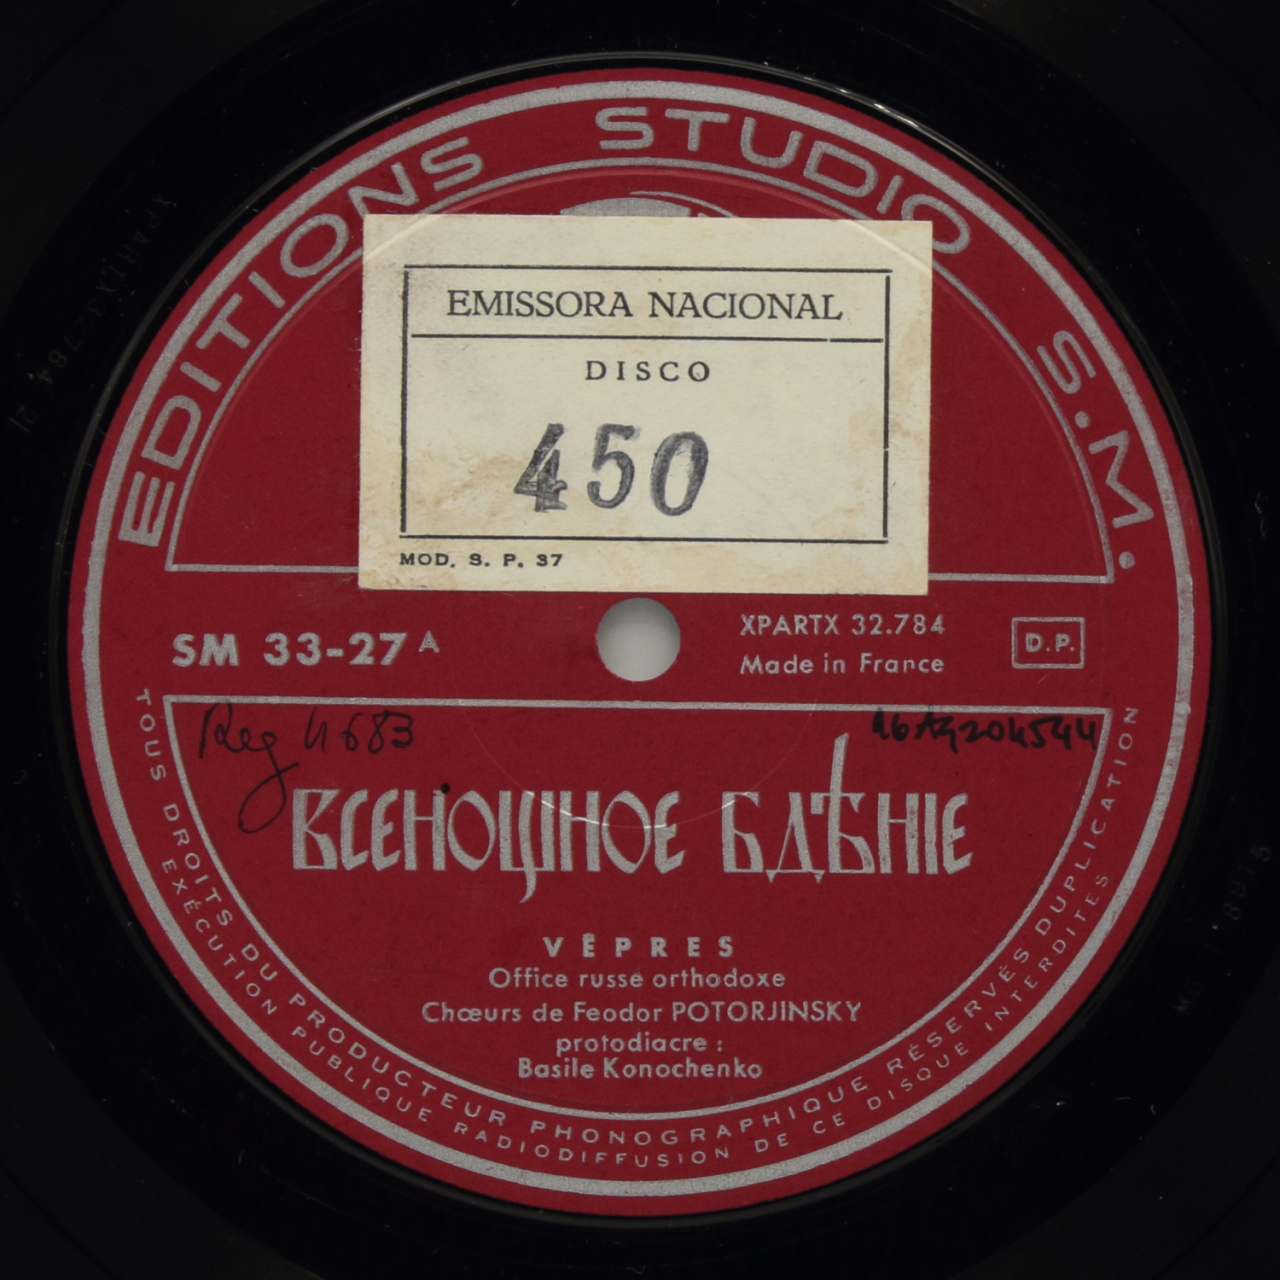 EDITIONS STUDIO S.M.
EMISSORA NACIONAL
DISCO
450
MOD. S. P. 37
SM 33-27 A
XPARTX 32.784
Made in France
D.P.
Reg 4683
ВСЕНОЩНОЕ БДѢНІЕ
VÊPRES
Office russe orthodoxe
Chœurs de Feodor POTORJINSKY
protodiacre :
Basile Konochenko
TOUS DROITS DU PRODUCTEUR PHONOGRAPHIQUE RÉSERVÉS DUPLICATION
EXÉCUTION PUBLIQUE RADIODIFFUSION DE CE DISQUE INTERDITES